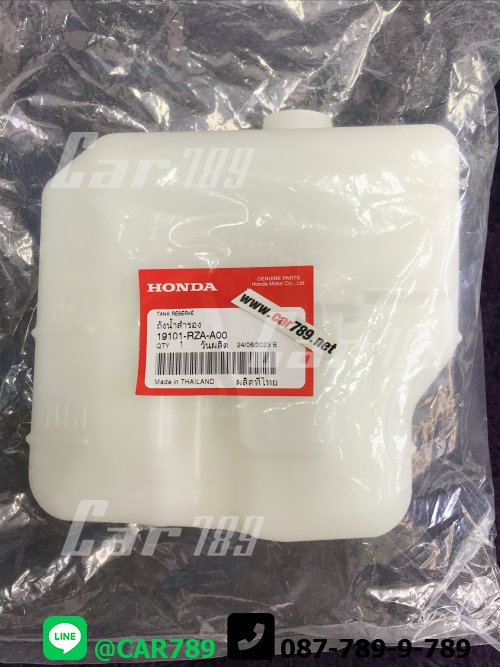 Car789
HONDA
GENUINE PARTS
Honda Motor Co., Ltd.
www.car789.net
TANK RESERVE
ถังน้ำสำรอง
19101-RZA-A00
QTY 1 วันผลิต 24/06/2023 B
Made in THAILAND ผลิตที่ไทย
Car789
LINE @CAR789 087-789-9-789